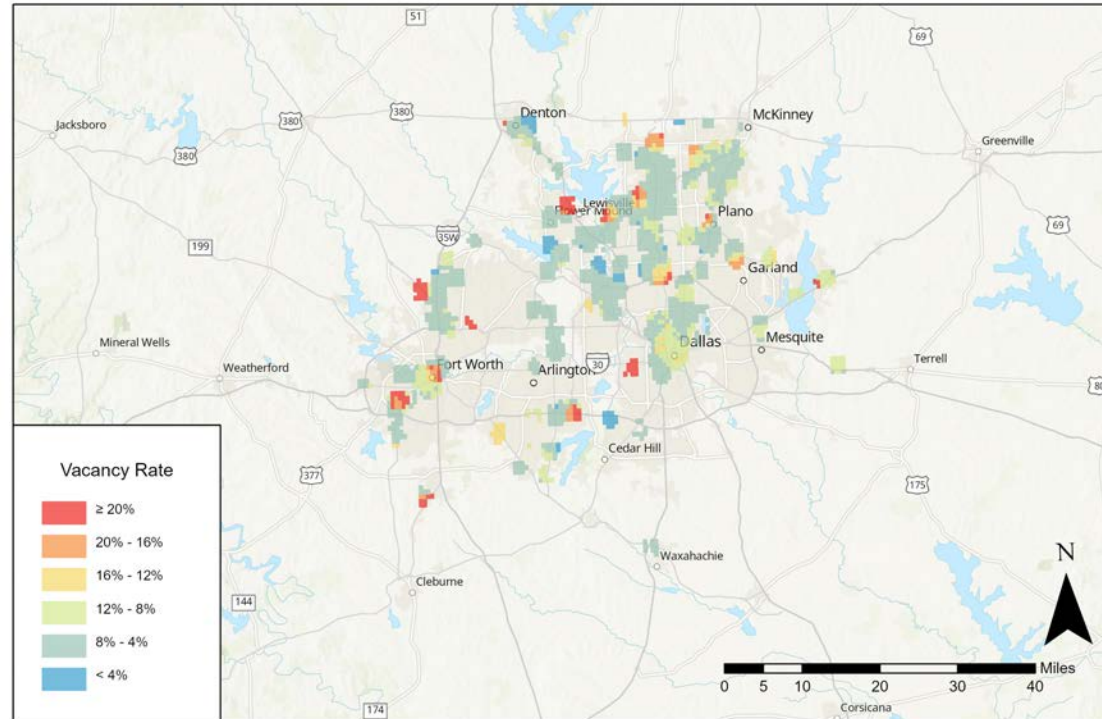 51
69
380
Denton
McKinney
Jacksboro
380
Greenville
380
Lewisville
Flower Mound
Plano
69
35W
199
Garland
Mineral Wells
Dallas
Mesquite
Weatherford
Fort Worth
Arlington
30
Terrell
80
Vacancy Rate
≥ 20%
20% - 16%
16% - 12%
12% - 8%
8% - 4%
< 4%
377
Cedar Hill
175
N
Waxahachie
Cleburne
144
Miles
0 5 10 20 30 40
174
Corsicana